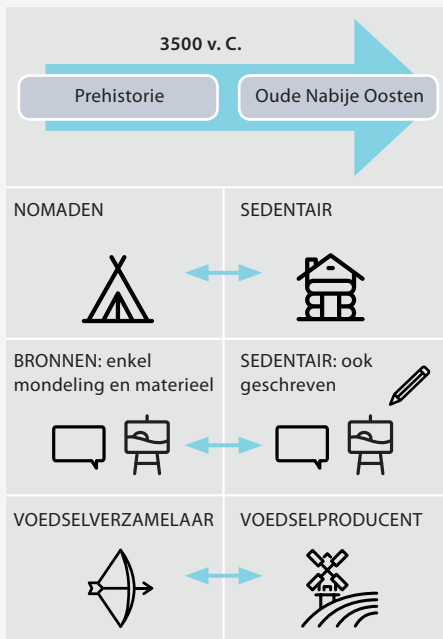 3500 v. C.
Prehistorie
Oude Nabije Oosten
NOMADEN
SEDENTAIR
BRONNEN: enkel
mondeling en materieel
SEDENTAIR: ook
geschreven
VOEDSELVERZAMELAAR
VOEDSELPRODUCENT